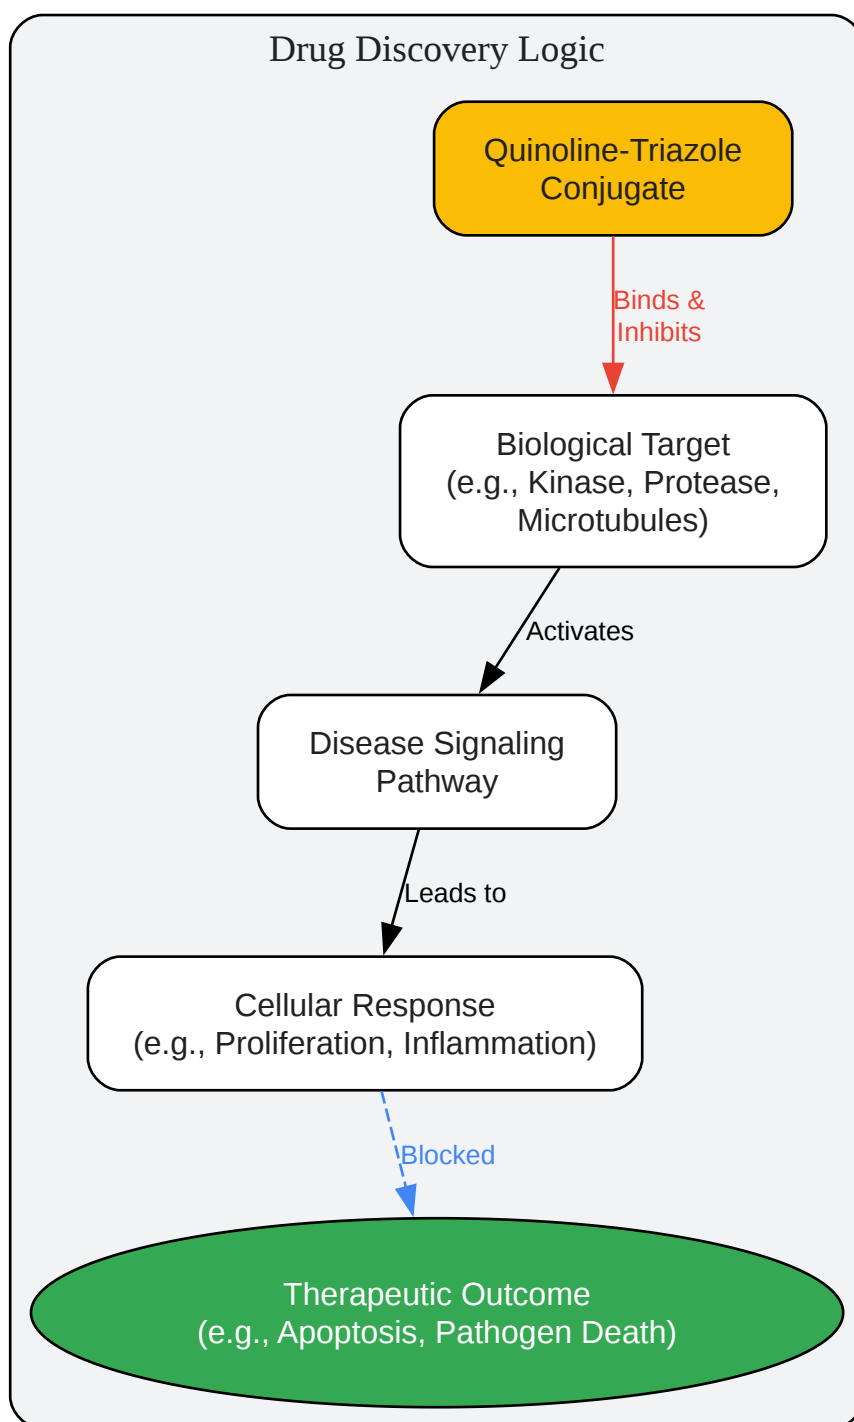 Drug Discovery Logic
Quinoline-Triazole
Conjugate
Binds &
Inhibits
Biological Target
(e.g., Kinase, Protease,
Microtubules)
Activates
Disease Signaling
Pathway
Leads to
Cellular Response
(e.g., Proliferation, Inflammation)
Blocked
Therapeutic Outcome
(e.g., Apoptosis, Pathogen Death)